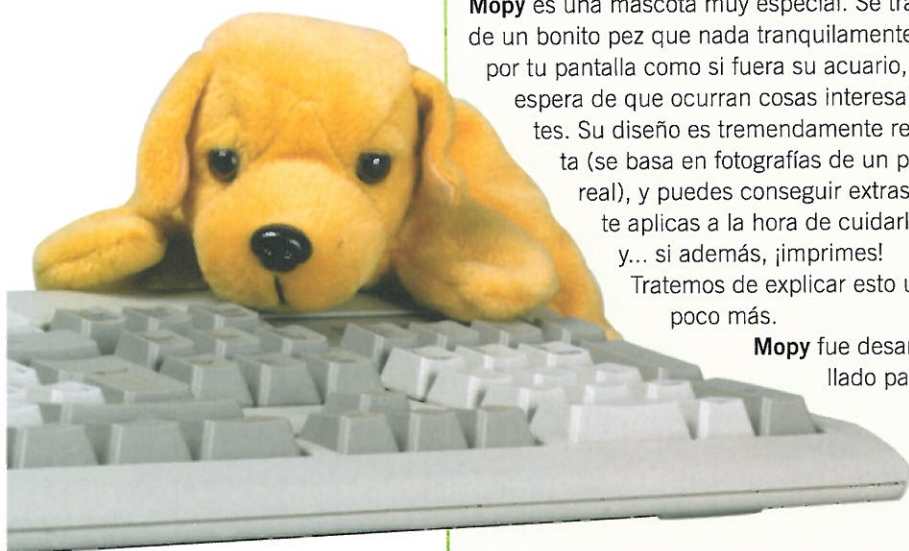 Mopy es una mascota muy especial. Se tra
de un bonito pez que nada tranquilamente
por tu pantalla como si fuera su acuario,
espera de que ocurran cosas interesa
tes. Su diseño es tremendamente re
ta (se basa en fotografías de un p
real), y puedes conseguir extras
te aplicas a la hora de cuidarl
y... si además, ¡imprimes!
Tratemos de explicar esto u
poco más.
Mopy fue desar
llado pa